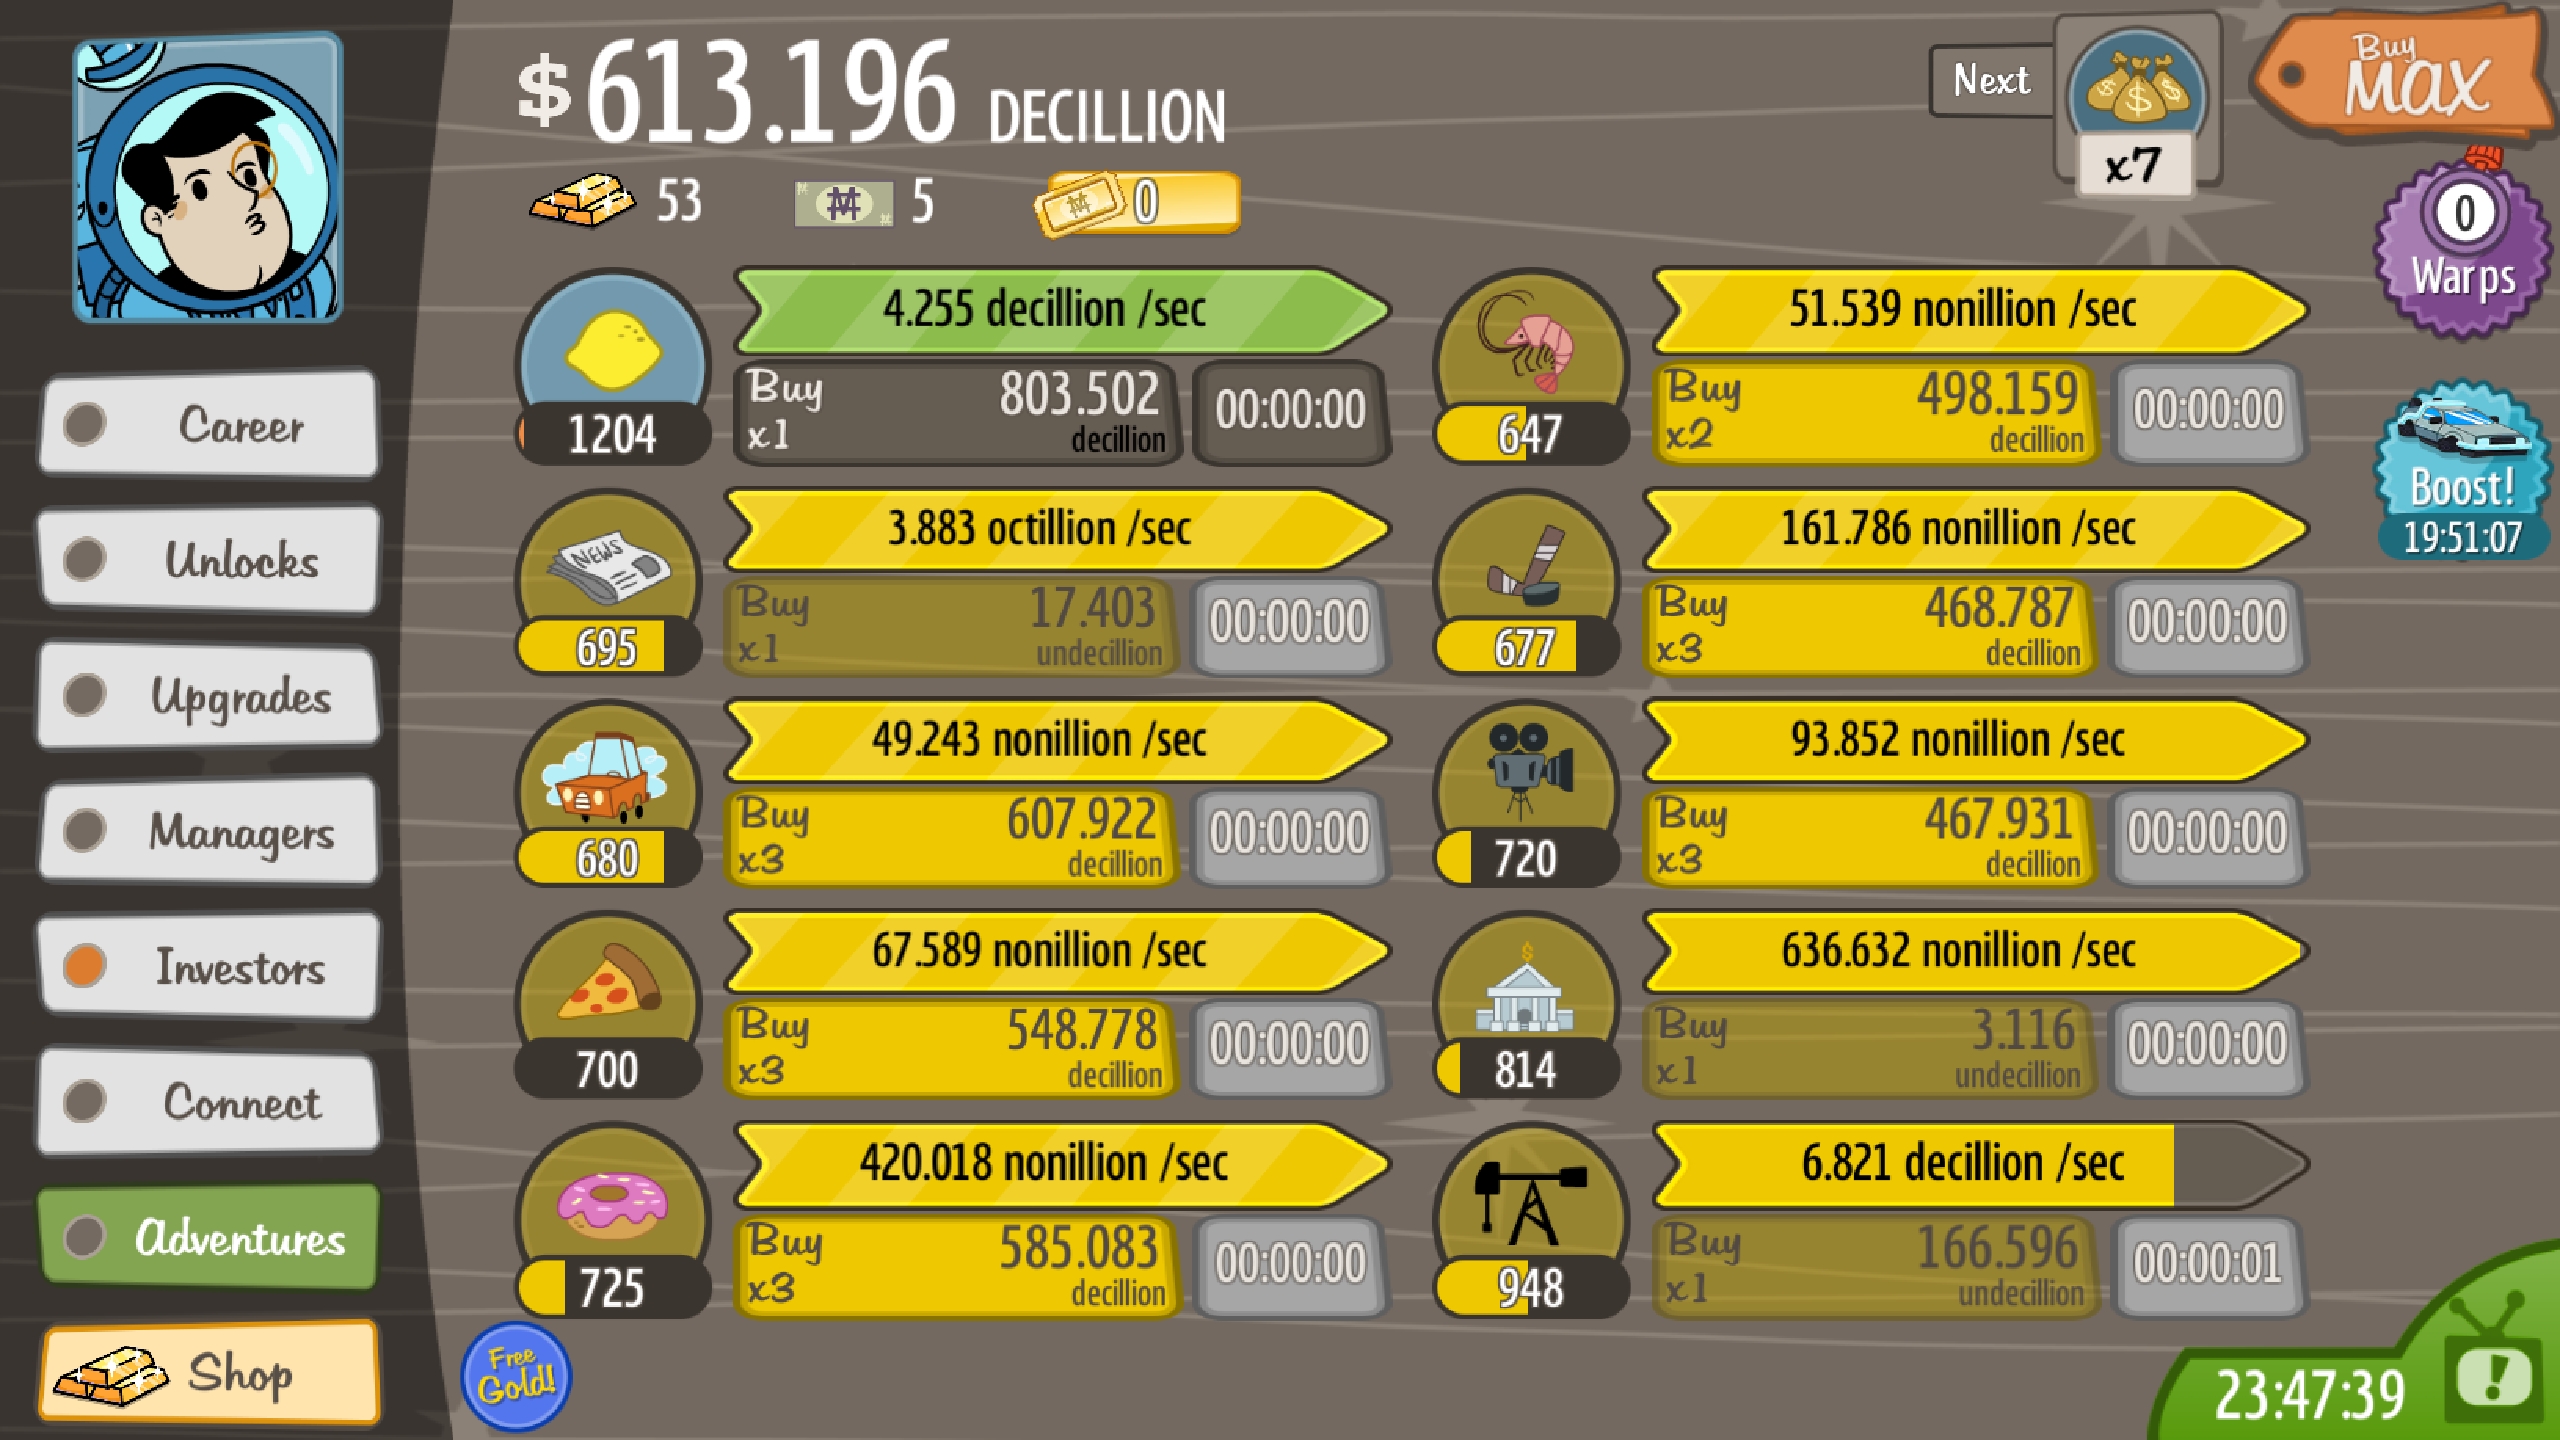 $613.196 DECILLION
Next
x7
Buy
MAX
53
5
0
0
Warps
Boost!
19:51:07
Career
Unlocks
Upgrades
Managers
Investors
Connect
Adventures
Shop
4.255 decillion /sec
1204
Buy
x1
803.502
decillion
00:00:00
NEWS
3.883 octillion /sec
695
Buy
x1
17.403
undecillion
00:00:00
49.243 nonillion /sec
680
Buy
x3
607.922
decillion
00:00:00
67.589 nonillion /sec
700
Buy
x3
548.778
decillion
00:00:00
420.018 nonillion /sec
725
Buy
x3
585.083
decillion
00:00:00
51.539 nonillion /sec
647
Buy
x2
498.159
decillion
00:00:00
161.786 nonillion /sec
677
Buy
x3
468.787
decillion
00:00:00
93.852 nonillion /sec
720
Buy
x3
467.931
decillion
00:00:00
636.632 nonillion /sec
814
Buy
x1
3.116
undecillion
00:00:00
6.821 decillion /sec
948
Buy
x1
166.596
undecillion
00:00:01
Free
Gold!
23:47:39
!